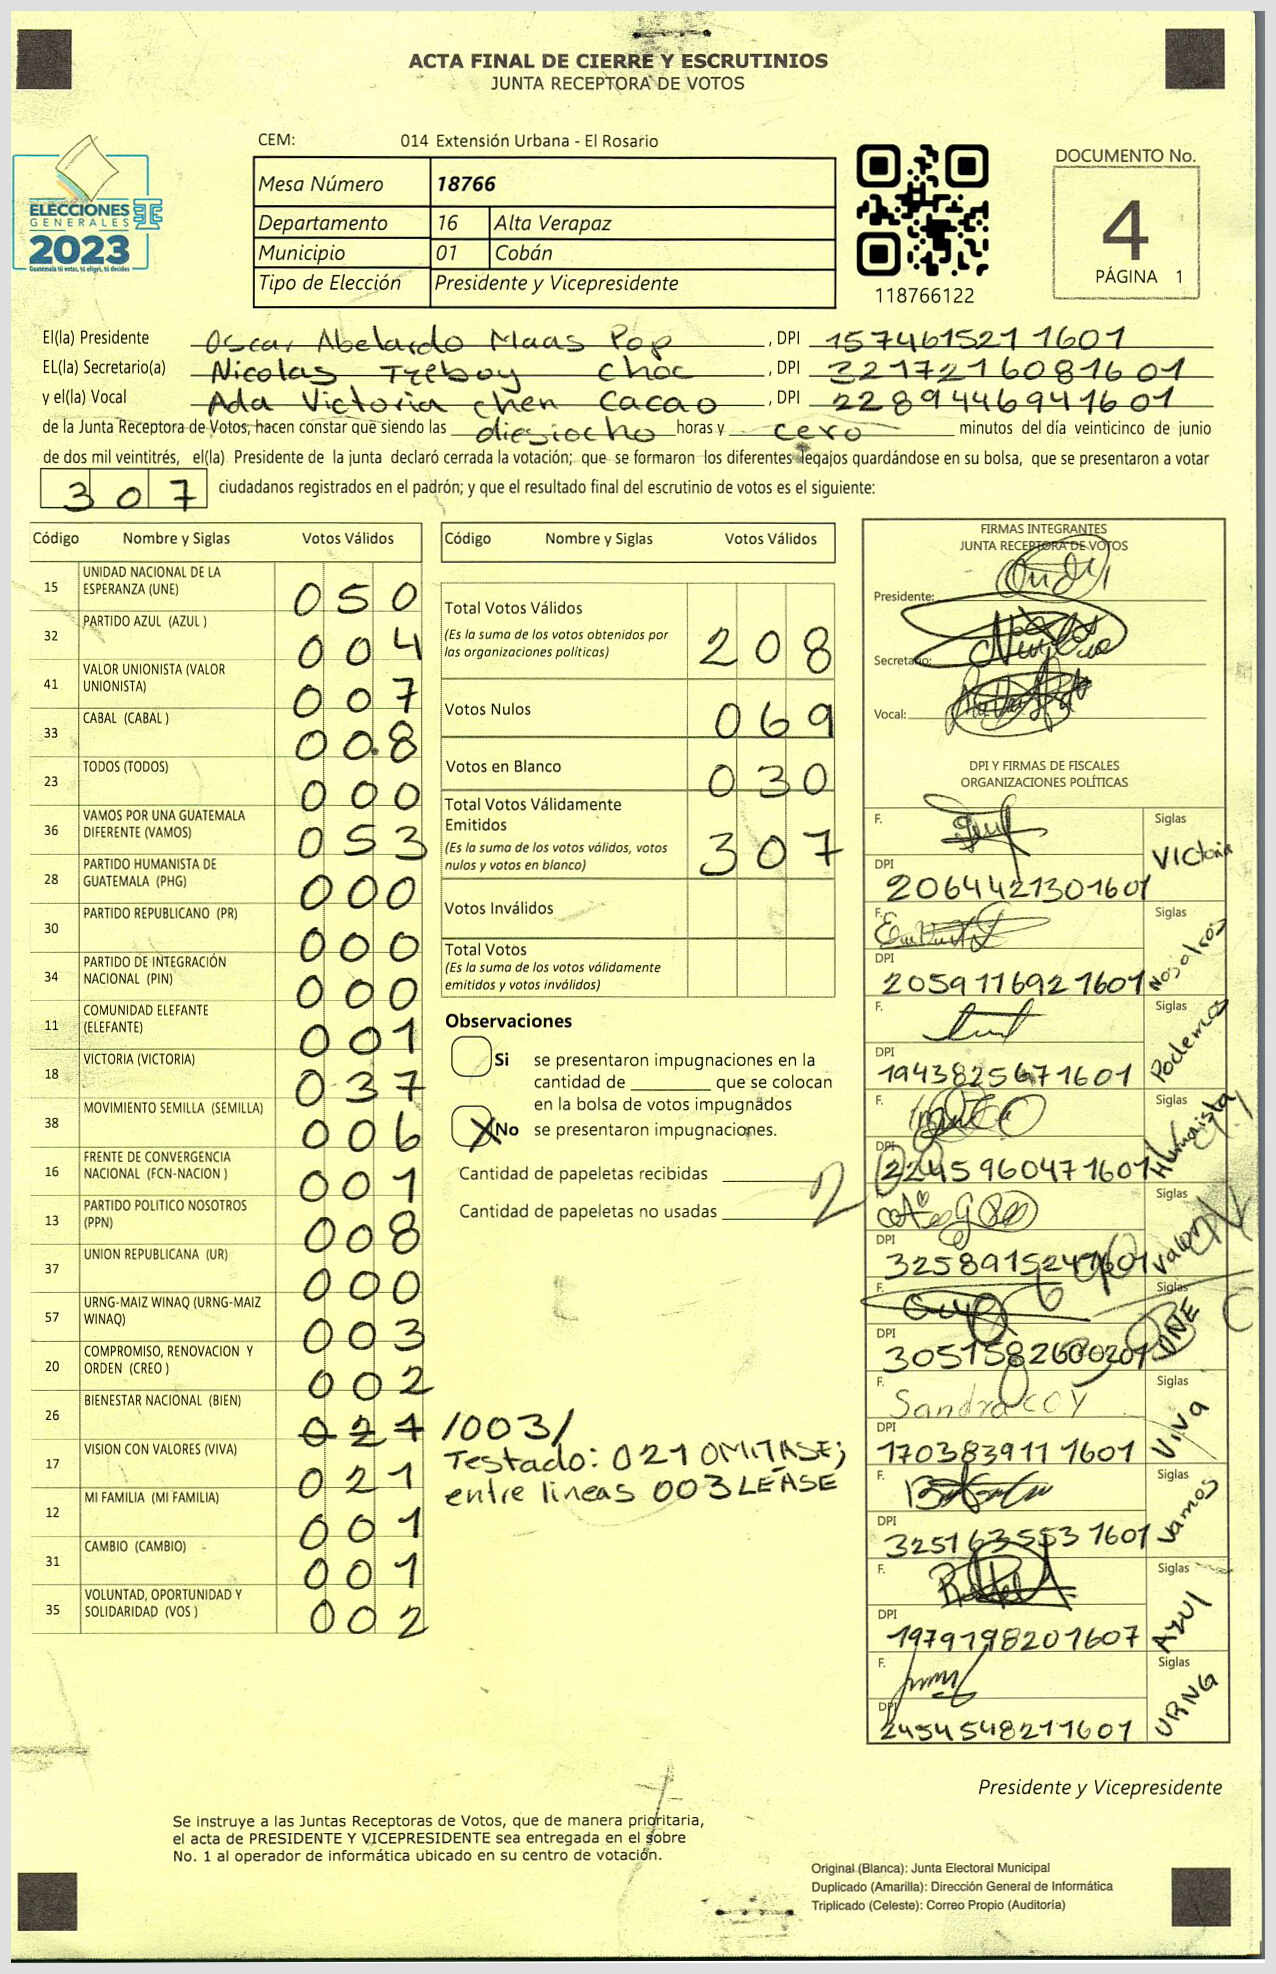 ACTA FINAL DE CIERRE Y ESCRUTINIOS
JUNTA RECEPTORA DE VOTOS
CEM: 014 Extensión Urbana - El Rosario
ELECCIONES
GENERALES
2023
Guatemala tú votas, tú eliges, tú decides
Mesa Número 18766
Departamento 16 Alta Verapaz
Municipio 01 Cobán
Tipo de Elección Presidente y Vicepresidente
118766122
DOCUMENTO No.
4
PÁGINA 1
El(la) Presidente Oscar Abelardo Maas Pop, DPI 1574615211601
EL(la) Secretario(a) Nicolas Choc, DPI 3217216081601
y el(la) Vocal Ada Victoria chen cacao, DPI 2289446941601
de la Junta Receptora de Votos, hacen constar que siendo las diesiocho horas y cero minutos del día veinticinco de junio
de dos mil veintitrés, el(la) Presidente de la junta declaró cerrada la votación; que se formaron los diferentes legajos guardándose en su bolsa, que se presentaron a votar
307 ciudadanos registrados en el padrón; y que el resultado final del escrutinio de votos es el siguiente:
Código Nombre y Siglas Votos Válidos
15 UNIDAD NACIONAL DE LA ESPERANZA (UNE) 050
32 PARTIDO AZUL (AZUL ) 004
41 VALOR UNIONISTA (VALOR UNIONISTA) 007
33 CABAL (CABAL ) 008
23 TODOS (TODOS) 000
36 VAMOS POR UNA GUATEMALA DIFERENTE (VAMOS) 053
28 PARTIDO HUMANISTA DE GUATEMALA (PHG) 000
30 PARTIDO REPUBLICANO (PR) 000
34 PARTIDO DE INTEGRACIÓN NACIONAL (PIN) 000
11 COMUNIDAD ELEFANTE (ELEFANTE) 001
18 VICTORIA (VICTORIA) 037
38 MOVIMIENTO SEMILLA (SEMILLA) 006
16 FRENTE DE CONVERGENCIA NACIONAL (FCN-NACION ) 001
13 PARTIDO POLITICO NOSOTROS (PPN) 008
37 UNION REPUBLICANA (UR) 000
57 URNG-MAIZ WINAQ (URNG-MAIZ WINAQ) 003
20 COMPROMISO, RENOVACION Y ORDEN (CREO ) 002
26 BIENESTAR NACIONAL (BIEN) /003/
17 VISION CON VALORES (VIVA) 021
12 MI FAMILIA (MI FAMILIA) 001
31 CAMBIO (CAMBIO) 001
35 VOLUNTAD, OPORTUNIDAD Y SOLIDARIDAD (VOS ) 002
Testado: 021 OMITASE;
entre lineas 003 LEASE
Código Nombre y Siglas Votos Válidos
Total Votos Válidos 208
(Es la suma de los votos obtenidos por
las organizaciones políticas)
Votos Nulos 069
Votos en Blanco 030
Total Votos Válidamente
Emitidos 307
(Es la suma de los votos válidos, votos
nulos y votos en blanco)
Votos Inválidos
Total Votos
(Es la suma de los votos válidamente
emitidos y votos inválidos)
Observaciones
Si se presentaron impugnaciones en la
cantidad de ________ que se colocan
en la bolsa de votos impugnados
X No se presentaron impugnaciones.
Cantidad de papeletas recibidas
Cantidad de papeletas no usadas
FIRMAS INTEGRANTES
JUNTA RECEPTORA DE VOTOS
Presidente:
Secretario:
Vocal:
DPI Y FIRMAS DE FISCALES
ORGANIZACIONES POLÍTICAS
F. Siglas Victoria
DPI 2064421301601
F. Siglas Nosotros
DPI 2059116921601
F. Siglas Podemos
DPI 1943825671601
F. Siglas Humanista
DPI 2245960471601
F. Siglas Valor
DPI 3258915241601
F. Siglas UNE
DPI
F. Sandra COY Siglas Viva
DPI 1703839111601
F. Siglas Vamos
DPI 3251635531601
F. Siglas AZUL
DPI 1979198201607
F. Siglas URNG
DPI 2454548211601
Presidente y Vicepresidente
Se instruye a las Juntas Receptoras de Votos, que de manera prioritaria,
el acta de PRESIDENTE Y VICEPRESIDENTE sea entregada en el sobre
No. 1 al operador de informática ubicado en su centro de votación.
Original (Blanca): Junta Electoral Municipal
Duplicado (Amarilla): Dirección General de Informática
Triplicado (Celeste): Correo Propio (Auditoría)